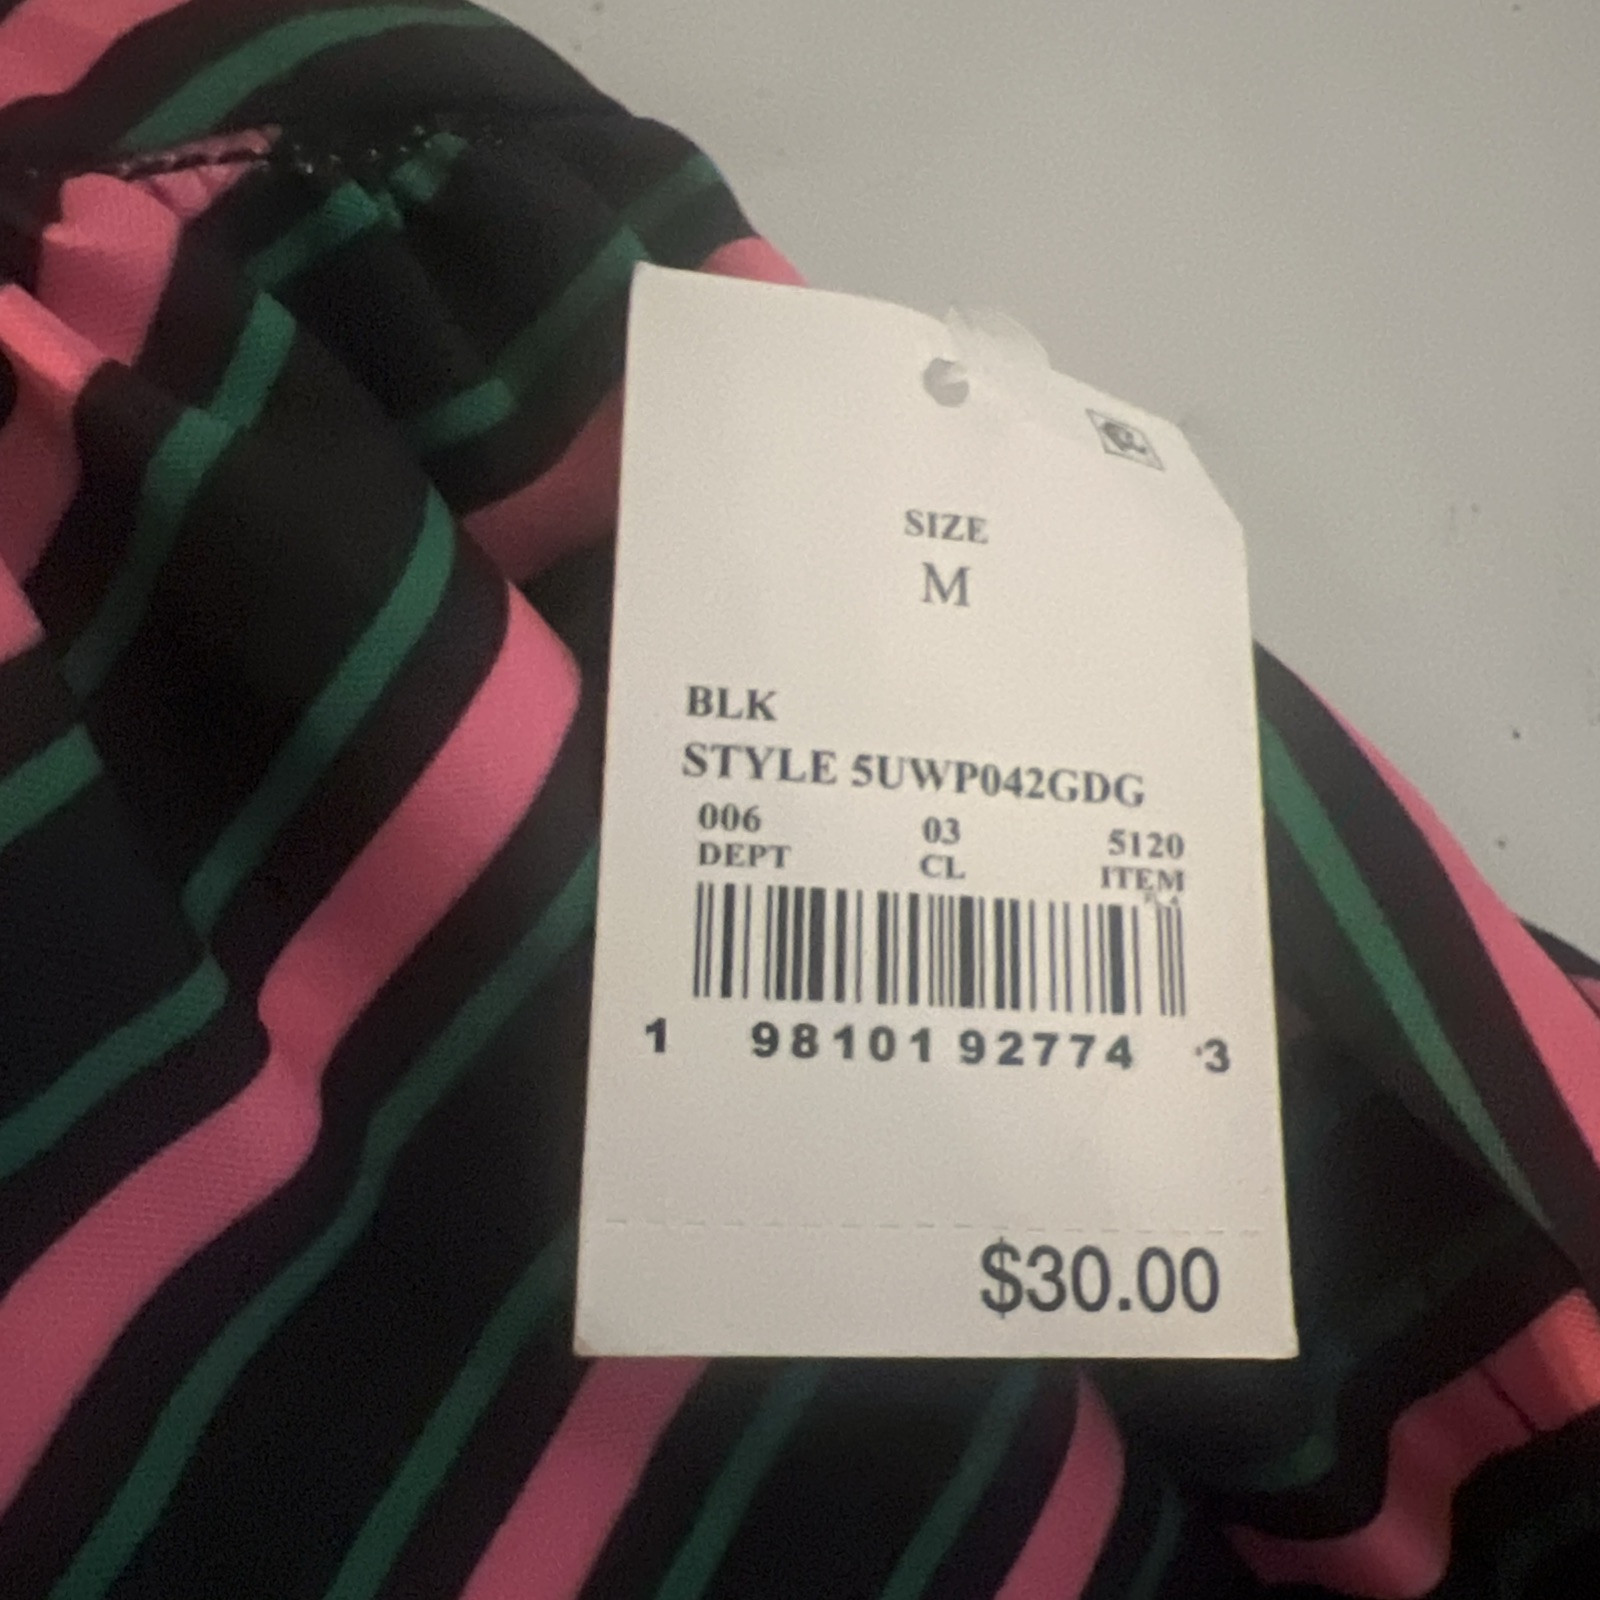 SIZE
M
BLK
STYLE 5UWP042GDG
006 03 5120
DEPT CL ITEM
1 98101 92774 3
$30.00